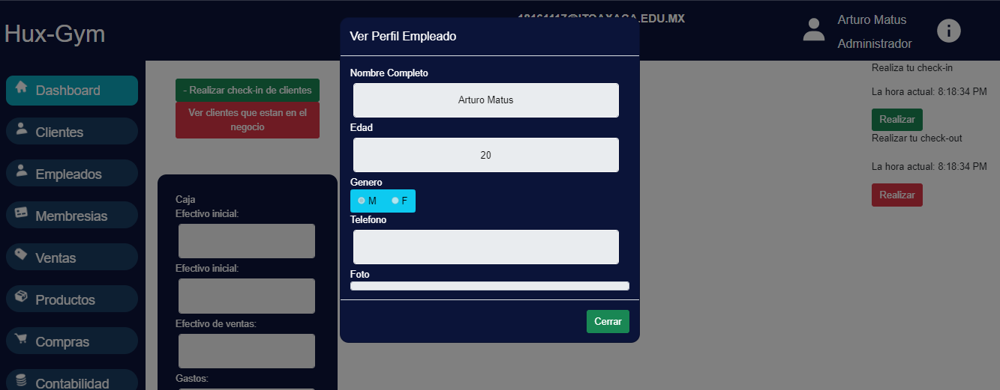 Hux-Gym
18161117@ITOAXACA.EDU.MX
Arturo Matus
Administrador
Dashboard
Clientes
Empleados
Membresias
Ventas
Productos
Compras
Contabilidad
- Realizar check-in de clientes
Ver clientes que estan en el
negocio
Caja
Efectivo inicial:
Efectivo inicial:
Efectivo de ventas:
Gastos:
Ver Perfil Empleado
Nombre Completo
Arturo Matus
Edad
20
Genero
M F
Telefono
Foto
Cerrar
Realiza tu check-in
La hora actual: 8:18:34 PM
Realizar
Realizar tu check-out
La hora actual: 8:18:34 PM
Realizar